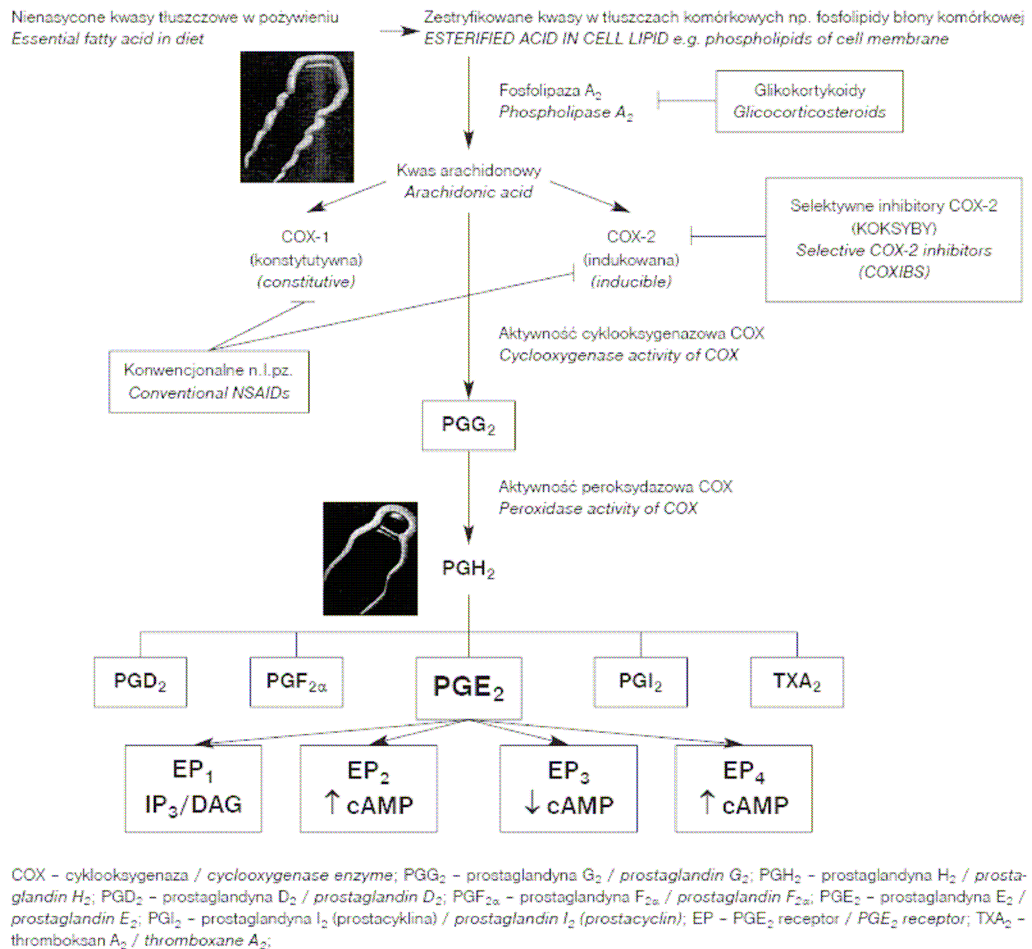 Nienasycone kwasy tłuszczowe w pożywieniu
Essential fatty acid in diet
Zestryfikowane kwasy w tłuszczach komórkowych np. fosfolipidy błony komórkowej
ESTERIFIED ACID IN CELL LIPID e.g. phospholipids of cell membrane
Fosfolipaza A₂
Phospholipase A₂
Glikokortykoidy
Glicocorticosteroids
Kwas arachidonowy
Arachidonic acid
COX-1
(konstytutywna)
(constitutive)
COX-2
(indukowana)
(inducible)
Selektywne inhibitory COX-2
(KOKSYBY)
Selective COX-2 inhibitors
(COXIBS)
Konwencjonalne n.l.pz.
Conventional NSAIDs
Aktywność cyklooksygenazowa COX
Cyclooxygenase activity of COX
PGG₂
Aktywność peroksydazowa COX
Peroxidase activity of COX
PGH₂
PGD₂
PGF₂α
PGE₂
PGI₂
TXA₂
EP₁
IP₃/DAG
EP₂
↑ cAMP
EP₃
↓ cAMP
EP₄
↑ cAMP
COX – cyklooksygenaza / cyclooxygenase enzyme; PGG₂ – prostaglandyna G₂ / prostaglandin G₂; PGH₂ – prostaglandyna H₂ / prosta-
glandin H₂; PGD₂ – prostaglandyna D₂ / prostaglandin D₂; PGF₂α – prostaglandyna F₂α / prostaglandin F₂α; PGE₂ – prostaglandyna E₂ /
prostaglandin E₂; PGI₂ – prostaglandyna I₂ (prostacyklina) / prostaglandin I₂ (prostacyclin); EP – PGE₂ receptor / PGE₂ receptor; TXA₂ –
thromboksan A₂ / thromboxane A₂;